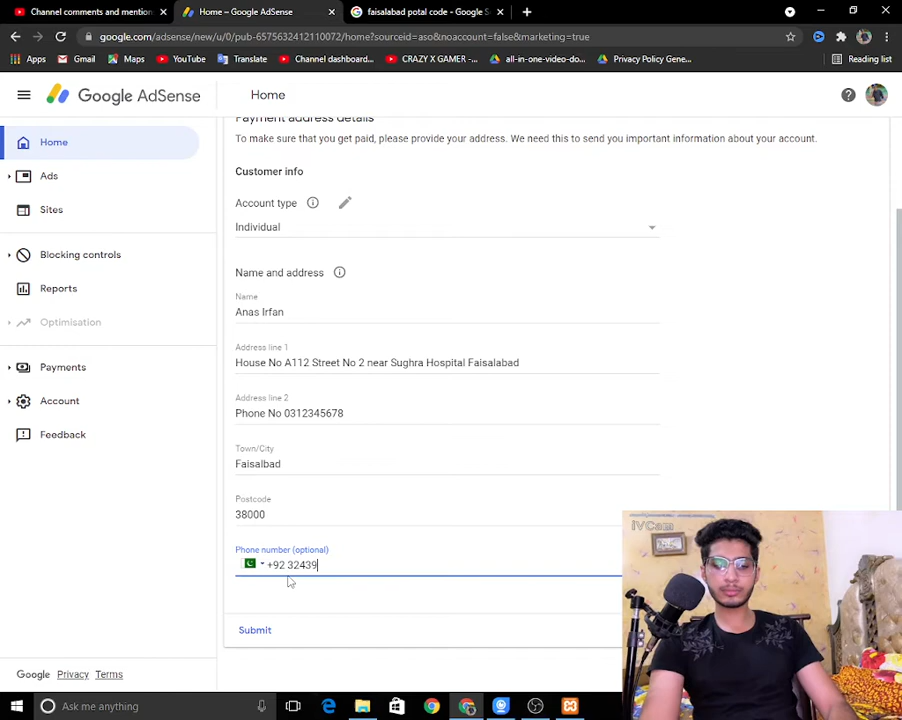 Channel comments and mention
Home – Google AdSense
faisalabad potal code - Google S
google.com/adsense/new/u/0/pub-6575632412110072/home?sourceid=aso&noaccount=false&marketing=true
Apps
Gmail
Maps
YouTube
Translate
Channel dashboard...
CRAZY X GAMER -...
all-in-one-video-do...
Privacy Policy Gene...
Reading list
Google AdSense
Home
Home
Ads
Sites
Blocking controls
Reports
Optimisation
Payments
Account
Feedback
Payment address details
To make sure that you get paid, please provide your address. We need this to send you important information about your account.
Customer info
Account type
Individual
Name and address
Name
Anas Irfan
Address line 1
House No A112 Street No 2 near Sughra Hospital Faisalabad
Address line 2
Phone No 0312345678
Town/City
Faisalbad
Postcode
38000
Phone number (optional)
+92 32439
Submit
Google Privacy Terms
iVCam
Ask me anything